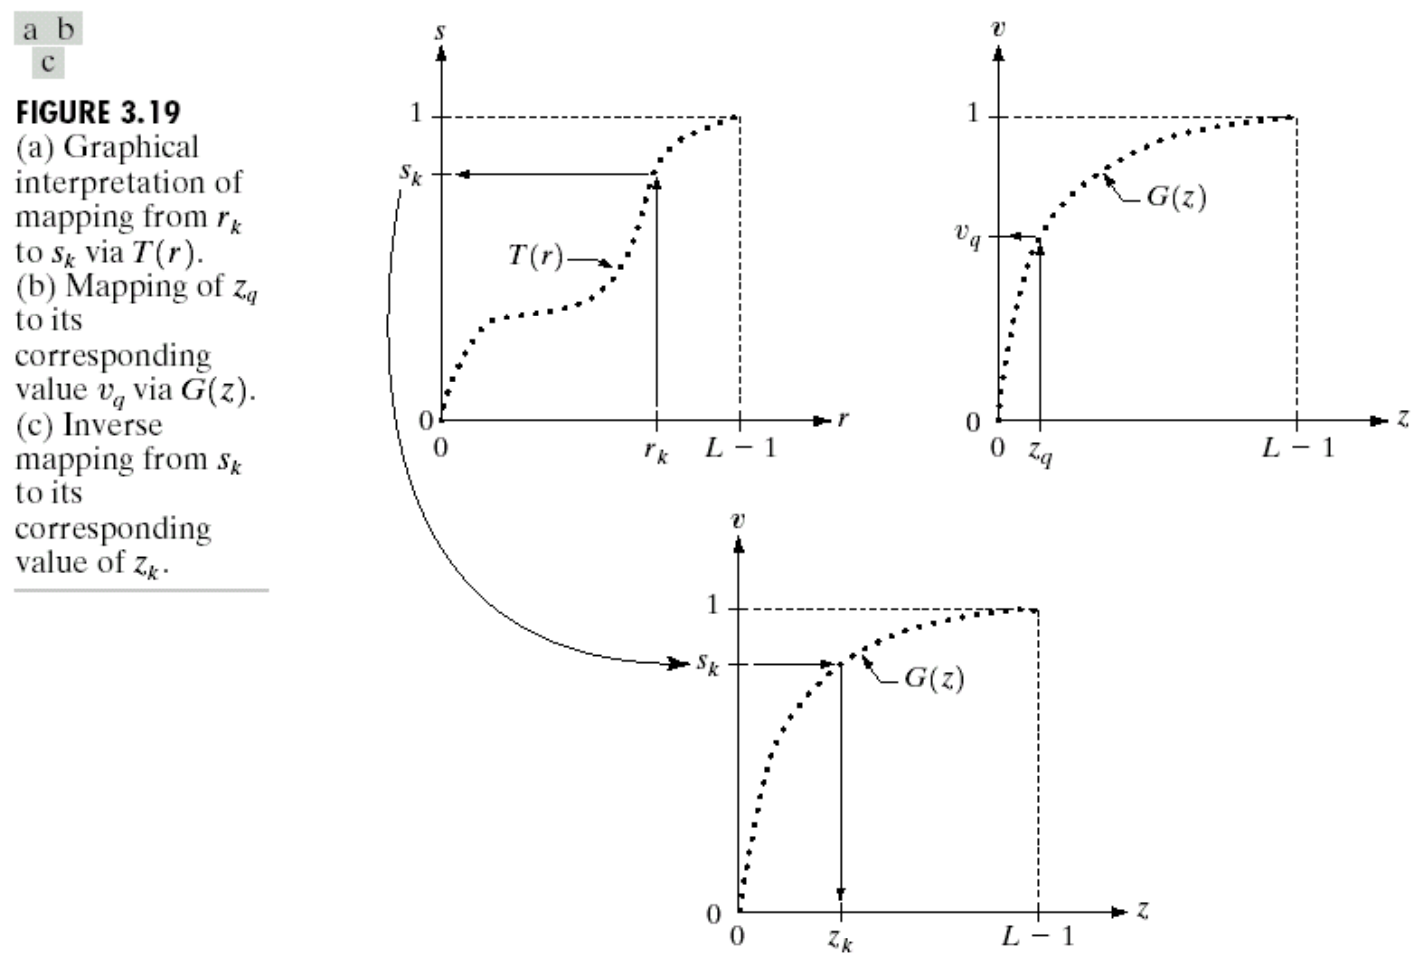 a b
c
FIGURE 3.19
(a) Graphical
interpretation of
mapping from r_k
to s_k via T(r).
(b) Mapping of z_q
to its
corresponding
value v_q via G(z).
(c) Inverse
mapping from s_k
to its
corresponding
value of z_k.
s
1
s_k
T(r)
0
r
0 r_k L − 1
v
1
G(z)
v_q
0
z
0 z_q L − 1
v
1
s_k
G(z)
0
z
0 z_k L − 1